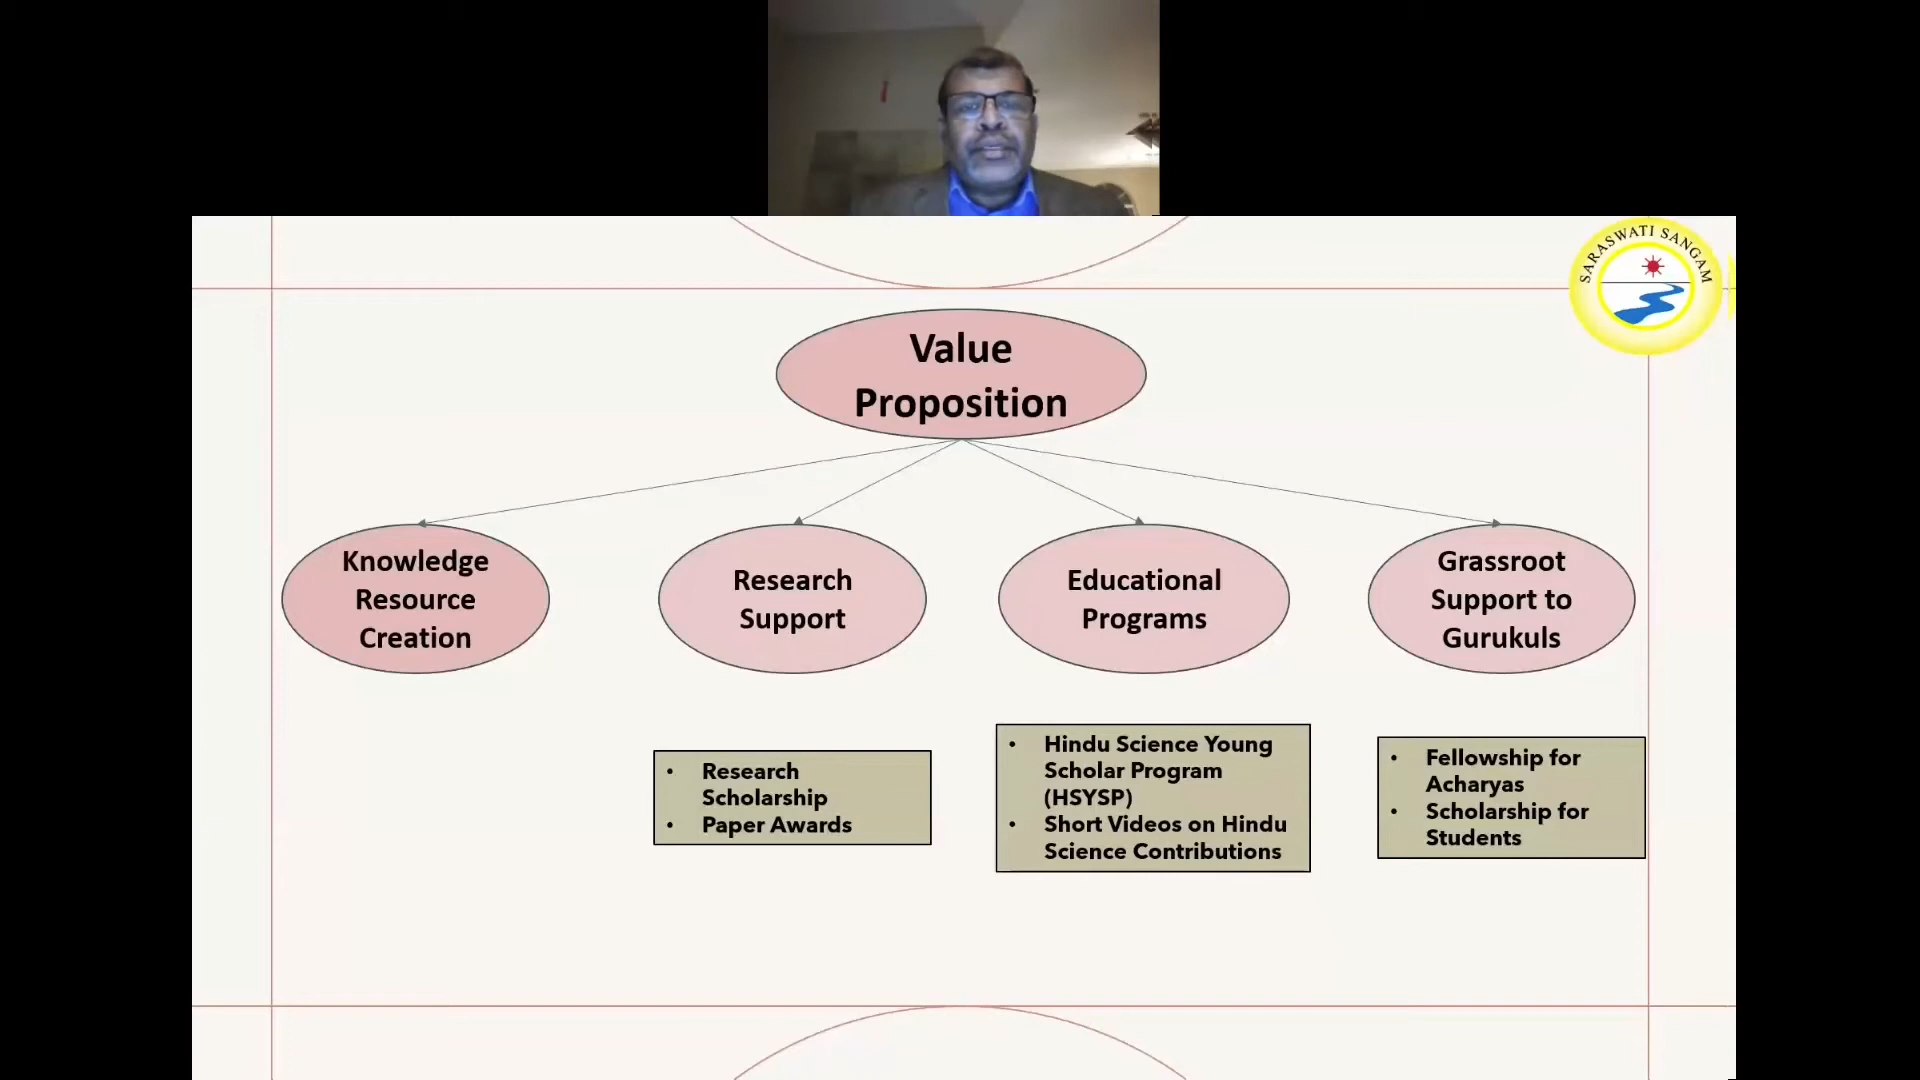 SARASWATI SANGAM
Value
Proposition
Knowledge
Resource
Creation
Research
Support
Educational
Programs
Grassroot
Support to
Gurukuls
• Research
Scholarship
• Paper Awards
• Hindu Science Young
Scholar Program
(HSYSP)
• Short Videos on Hindu
Science Contributions
• Fellowship for
Acharyas
• Scholarship for
Students